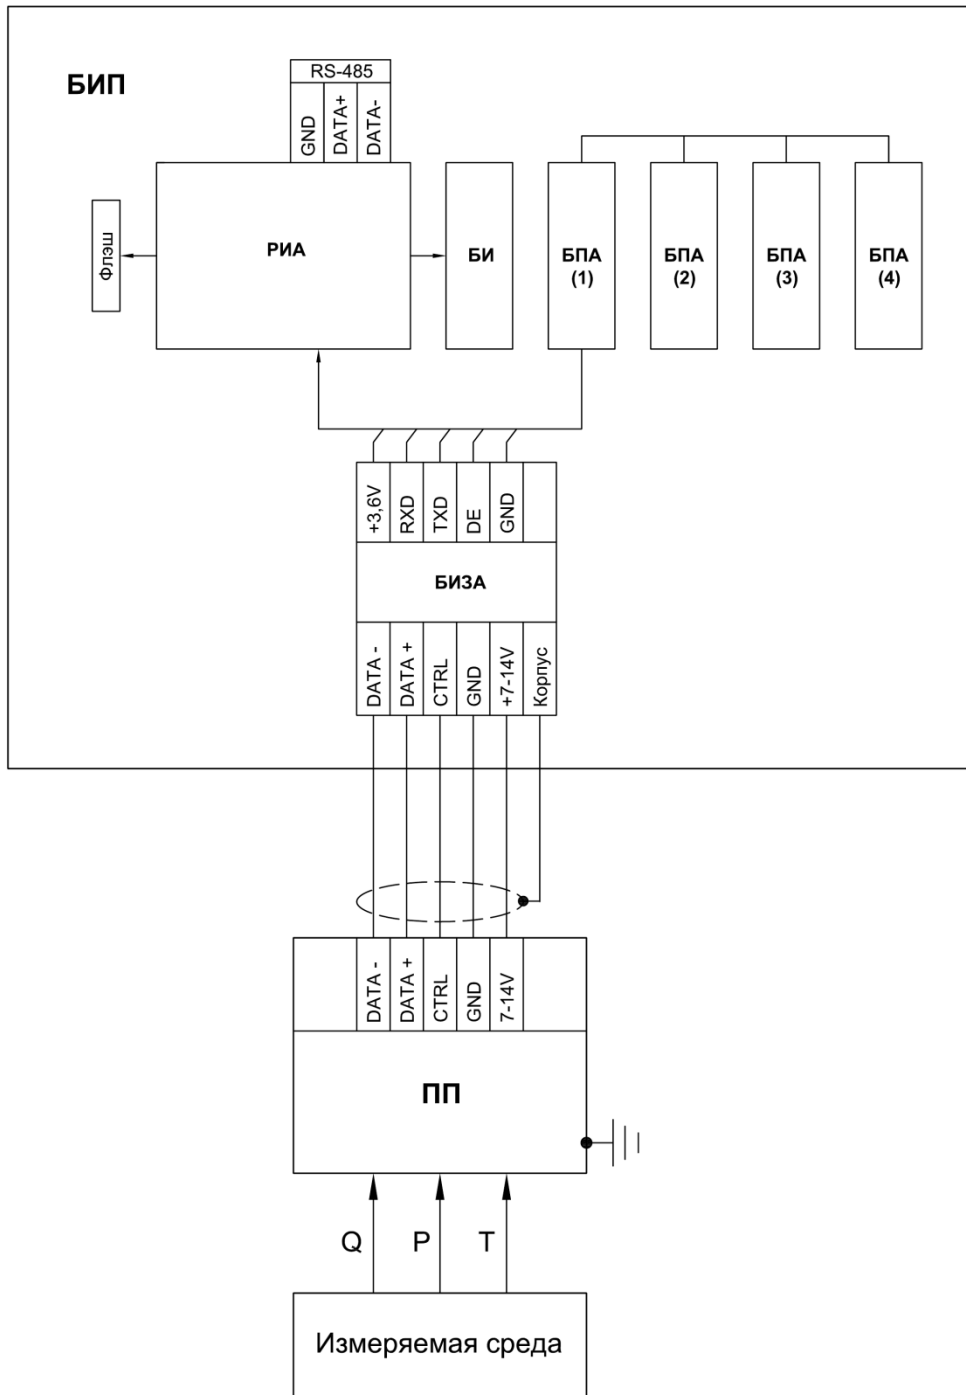 БИП
RS-485
GND
DATA+
DATA-
Флэш
РИА
БИ
БПА
(1)
БПА
(2)
БПА
(3)
БПА
(4)
+3,6V
RXD
TXD
DE
GND
БИЗА
DATA -
DATA +
CTRL
GND
+7-14V
Корпус
DATA -
DATA +
CTRL
GND
7-14V
ПП
Q
P
T
Измеряемая среда